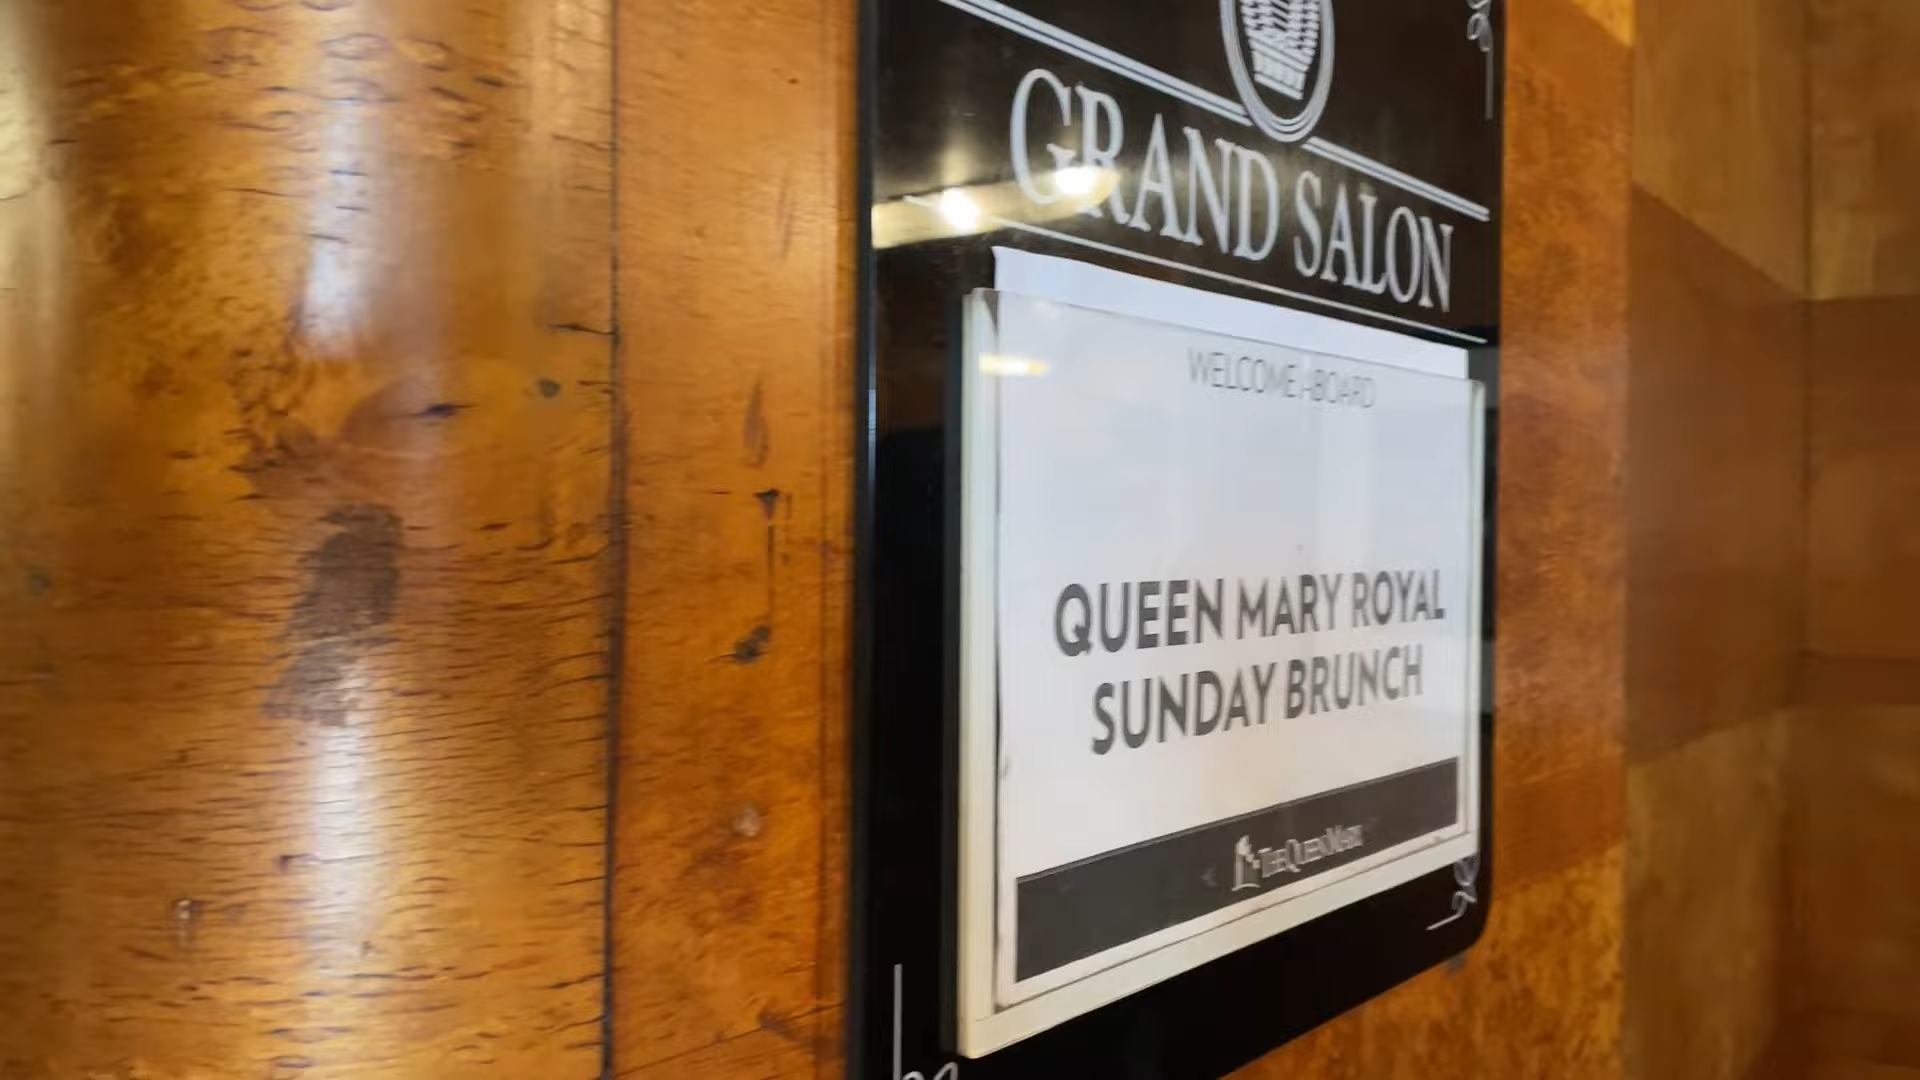 GRAND SALON
WELCOME ABOARD
QUEEN MARY ROYAL
SUNDAY BRUNCH
THE QUEEN MARY